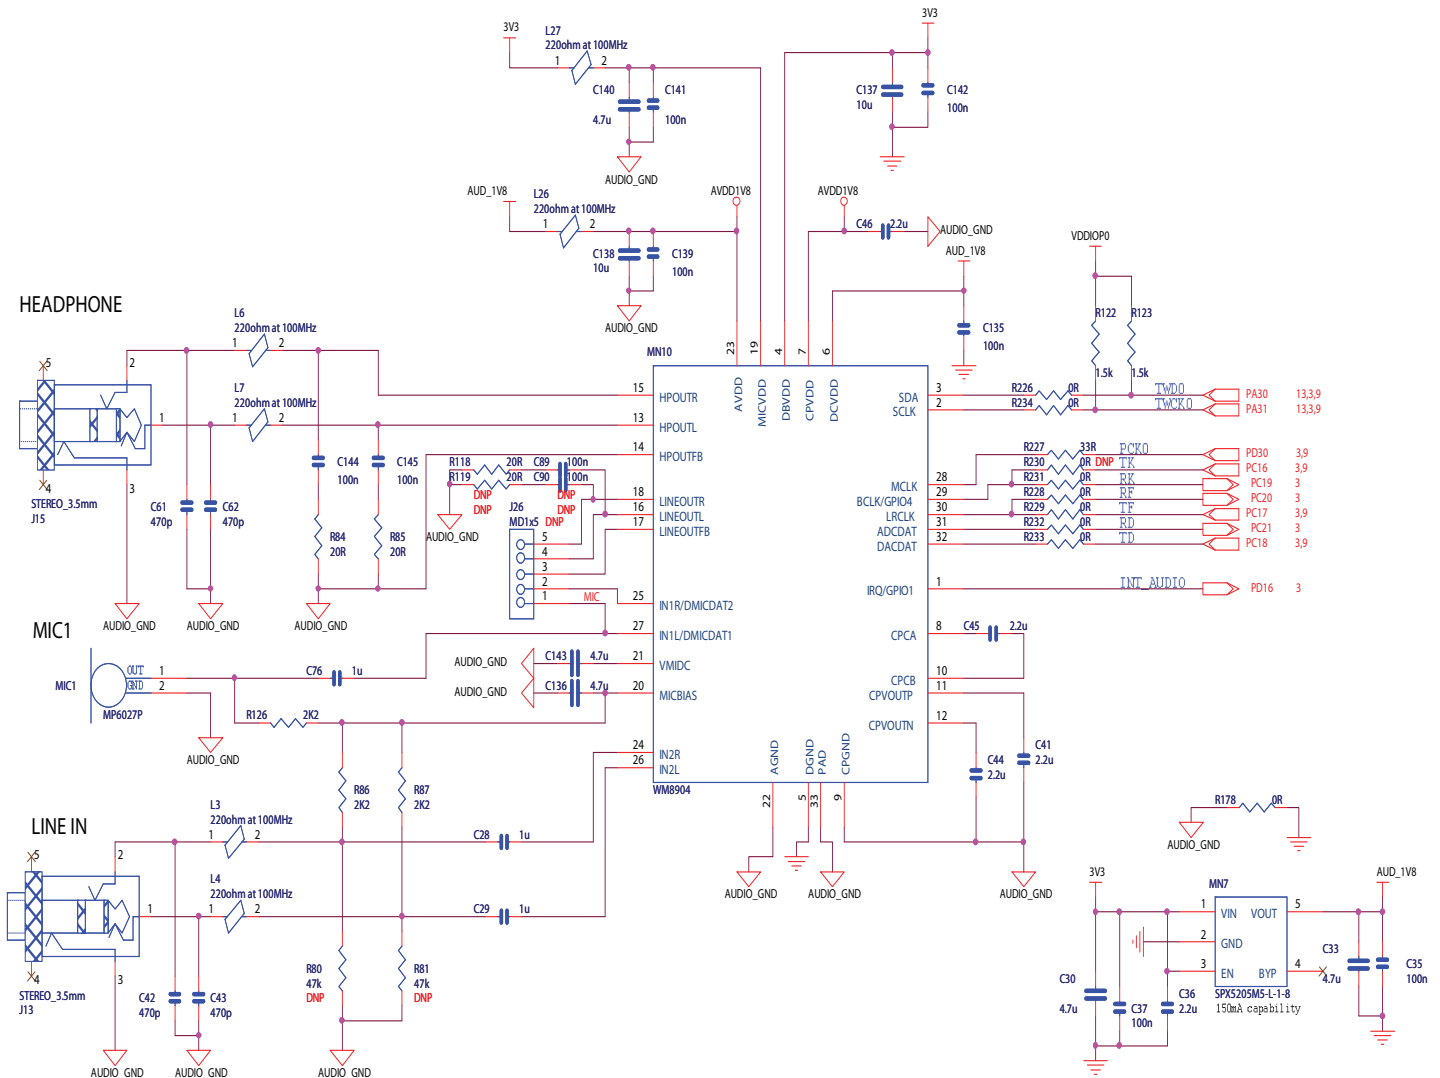 3V3
L27
220ohm at 100MHz
1 2
C140
4.7u
C141
100n
AUDIO_GND
3V3
C137
10u
C142
100n
AUD_1V8
L26
220ohm at 100MHz
1 2
C138
10u
C139
100n
AUDIO_GND
AVDD1V8
AVDD1V8
C46 2.2u
AUDIO_GND
AUD_1V8
C135
100n
VDDIOP0
R122
1.5k
R123
1.5k
HEADPHONE
L6
220ohm at 100MHz
1 2
L7
220ohm at 100MHz
1 2
5
2
1
4
3
STEREO_3.5mm
J15
C61
470p
C62
470p
C144
100n
C145
100n
R84
20R
R85
20R
AUDIO_GND
AUDIO_GND
AUDIO_GND
R118 20R C89 100n
R119 20R C90 100n
DNP DNP
DNP DNP
AUDIO_GND
J26
MD1x5 DNP
5
4
3
2
1
MIC
MN10
23 AVDD
19 MICVDD
4 DBVDD
7 CPVDD
6 DCVDD
15 HPOUTR
13 HPOUTL
14 HPOUTFB
18 LINEOUTR
16 LINEOUTL
17 LINEOUTFB
25 IN1R/DMICDAT2
27 IN1L/DMICDAT1
21 VMIDC
20 MICBIAS
24 IN2R
26 IN2L
WM8904
SDA 3 R226 0R TWD0 PA30 13,3,9
SCLK 2 R234 0R TWCK0 PA31 13,3,9
R227 33R PCK0 PD30 3,9
R230 0R DNP TK PC16 3,9
MCLK 28 R231 0R RK PC19 3
BCLK/GPIO4 29 R228 0R RF PC20 3
LRCLK 30 R229 0R TF PC17 3,9
ADCDAT 31 R232 0R RD PC21 3
DACDAT 32 R233 0R TD PC18 3,9
IRQ/GPIO1 1 INT_AUDIO PD16 3
CPCA 8 C45 2.2u
CPCB 10
CPVOUTP 11
CPVOUTN 12
C44
2.2u
C41
2.2u
AGND 22
DGND 5
PAD 33
CPGND 9
AUDIO_GND
AUDIO_GND
AUDIO_GND
MIC1
MIC1
OUT 1
GND 2
MP6027P
C76 1u
AUDIO_GND C143 4.7u
AUDIO_GND C136 4.7u
R126 2K2
AUDIO_GND
R86
2K2
R87
2K2
LINE IN
L3
220ohm at 100MHz
1 2
L4
220ohm at 100MHz
1 2
C28 1u
C29 1u
5
2
1
4
3
STEREO_3.5mm
J13
C42
470p
C43
470p
R80
47k
DNP
R81
47k
DNP
AUDIO_GND
AUDIO_GND
AUDIO_GND
R178 0R
AUDIO_GND
3V3
MN7
AUD_1V8
1 VIN VOUT 5
2 GND
3 EN BYP 4
SPX5205M5-L-1-8
150mA capability
C30
4.7u
C37
100n
C36
2.2u
C33
4.7u
C35
100n